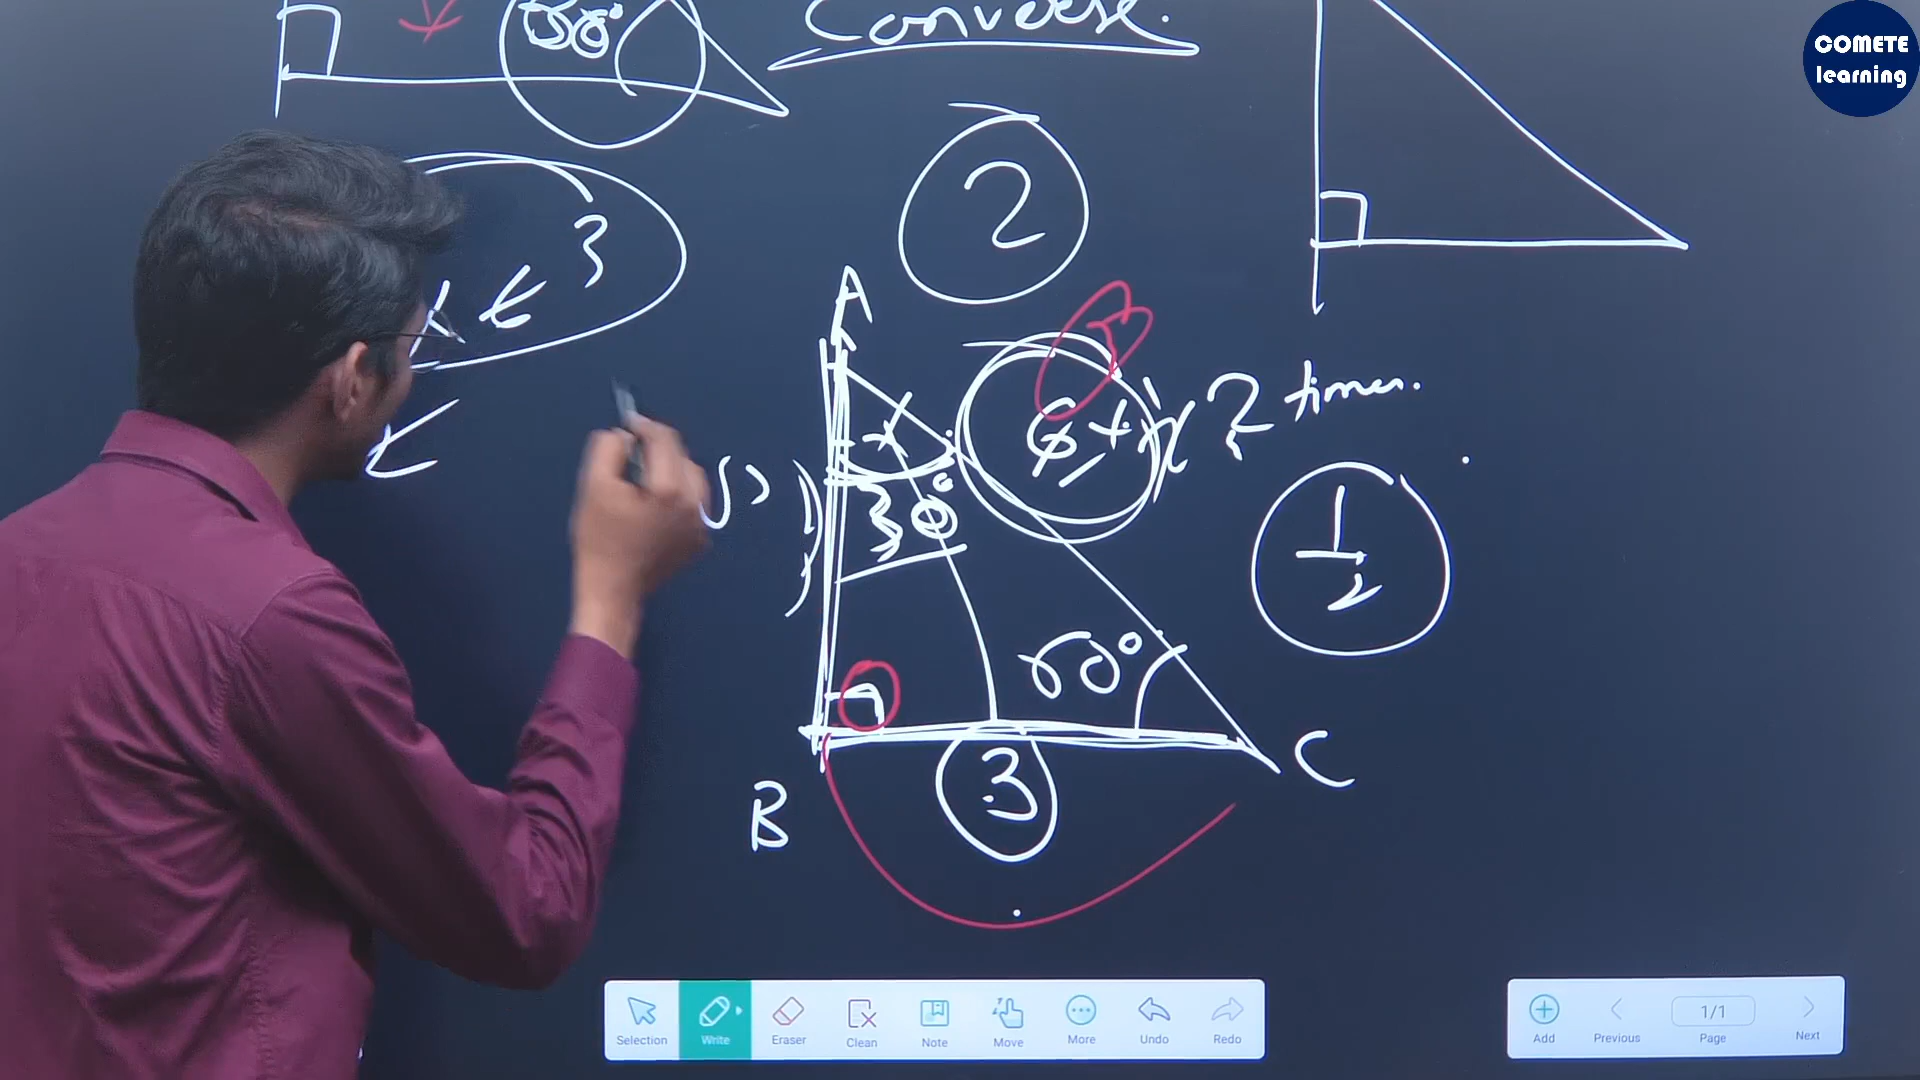 COMETE
learning
Converse.
30°
2
3
A
2 times.
30°
1/2
60°
3
B
C
Selection
Write
Eraser
Clean
Note
Move
More
Undo
Redo
Add
Previous
1/1
Page
Next